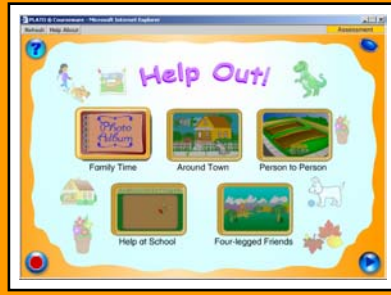 PLATO ® Courseware - Microsoft Internet Explorer
Refresh Help About
Assessment
?
Help Out!
Photo
Album
Family Time
Around Town
Person to Person
Help at School
Four-legged Friends